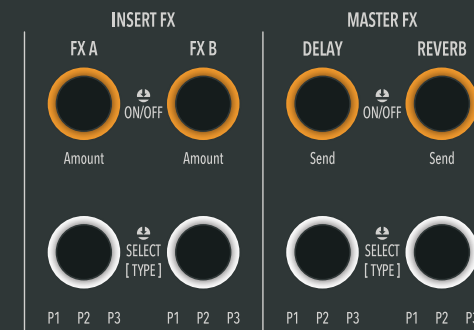 INSERT FX
MASTER FX
FX A
FX B
DELAY
REVERB
ON/OFF
ON/OFF
Amount
Amount
Send
Send
SELECT
[ TYPE ]
SELECT
[ TYPE ]
P1 P2 P3
P1 P2 P3
P1 P2 P3
P1 P2 P3